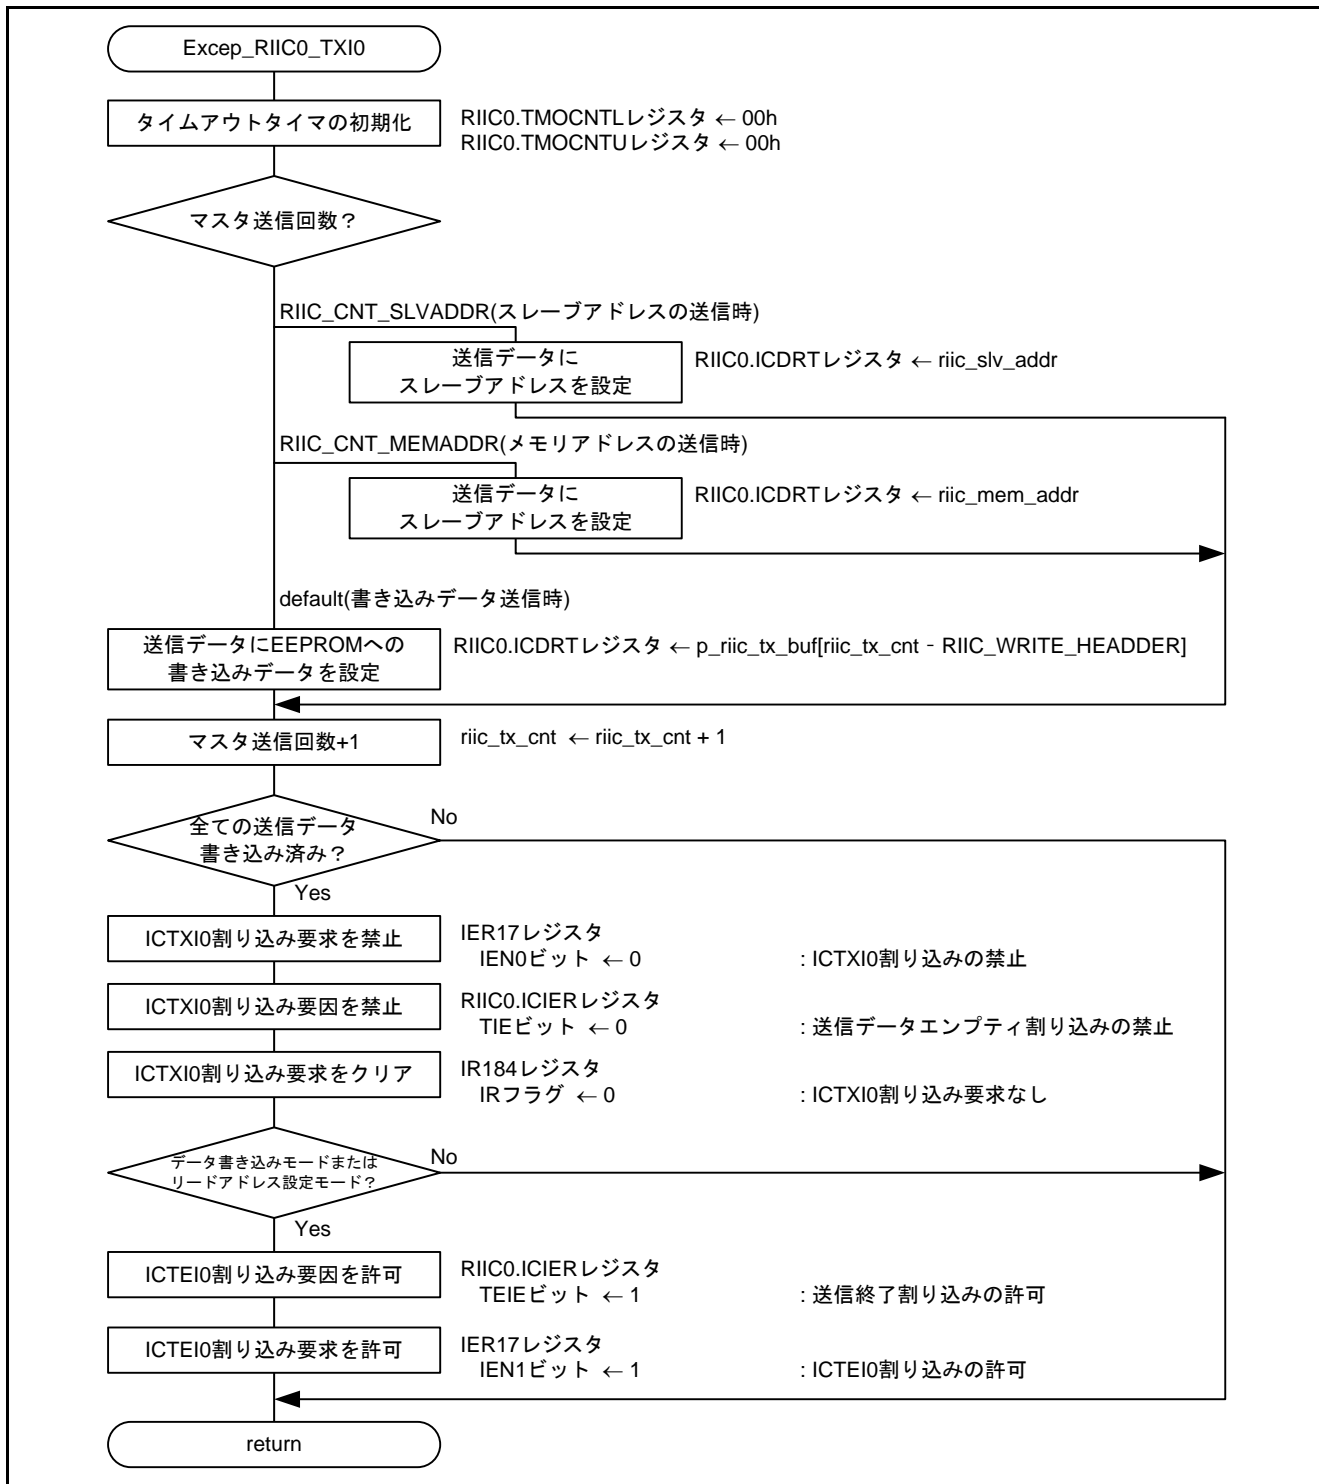 Excep_RIIC0_TXI0
タイムアウトタイマの初期化
RIIC0.TMOCNTLレジスタ ← 00h
RIIC0.TMOCNTUレジスタ ← 00h
マスタ送信回数？
RIIC_CNT_SLVADDR(スレーブアドレスの送信時)
送信データに
スレーブアドレスを設定
RIIC0.ICDRTレジスタ ← riic_slv_addr
RIIC_CNT_MEMADDR(メモリアドレスの送信時)
送信データに
スレーブアドレスを設定
RIIC0.ICDRTレジスタ ← riic_mem_addr
default(書き込みデータ送信時)
送信データにEEPROMへの
書き込みデータを設定
RIIC0.ICDRTレジスタ ← p_riic_tx_buf[riic_tx_cnt - RIIC_WRITE_HEADDER]
マスタ送信回数+1
riic_tx_cnt ← riic_tx_cnt + 1
全ての送信データ
書き込み済み？
No
Yes
ICTXI0割り込み要求を禁止
IER17レジスタ
IEN0ビット ← 0 : ICTXI0割り込みの禁止
ICTXI0割り込み要因を禁止
RIIC0.ICIERレジスタ
TIEビット ← 0 : 送信データエンプティ割り込みの禁止
ICTXI0割り込み要求をクリア
IR184レジスタ
IRフラグ ← 0 : ICTXI0割り込み要求なし
データ書き込みモードまたは
リードアドレス設定モード？
No
Yes
ICTEI0割り込み要因を許可
RIIC0.ICIERレジスタ
TEIEビット ← 1 : 送信終了割り込みの許可
ICTEI0割り込み要求を許可
IER17レジスタ
IEN1ビット ← 1 : ICTEI0割り込みの許可
return